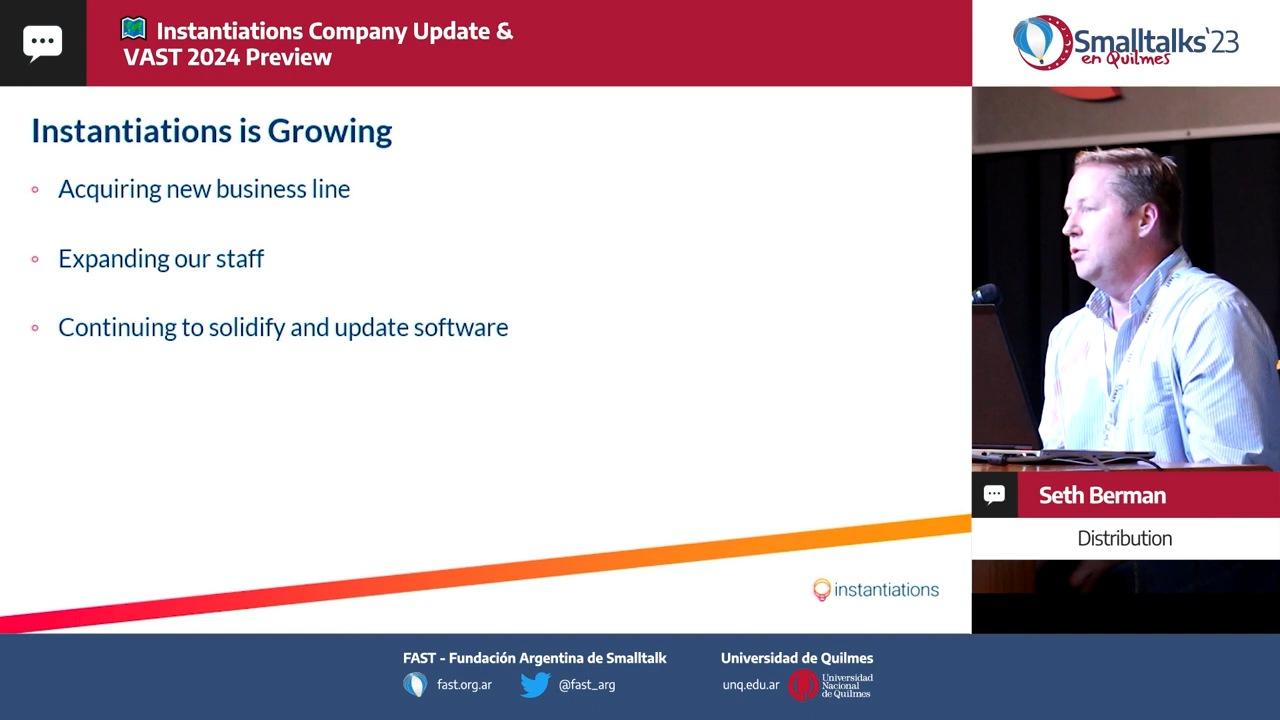 Instantiations Company Update &
VAST 2024 Preview
Smalltalks'23
en Quilmes
Instantiations is Growing
Acquiring new business line
Expanding our staff
Continuing to solidify and update software
instantiations
Seth Berman
Distribution
FAST - Fundación Argentina de Smalltalk
fast.org.ar
@fast_arg
Universidad de Quilmes
unq.edu.ar
Universidad
Nacional
de Quilmes